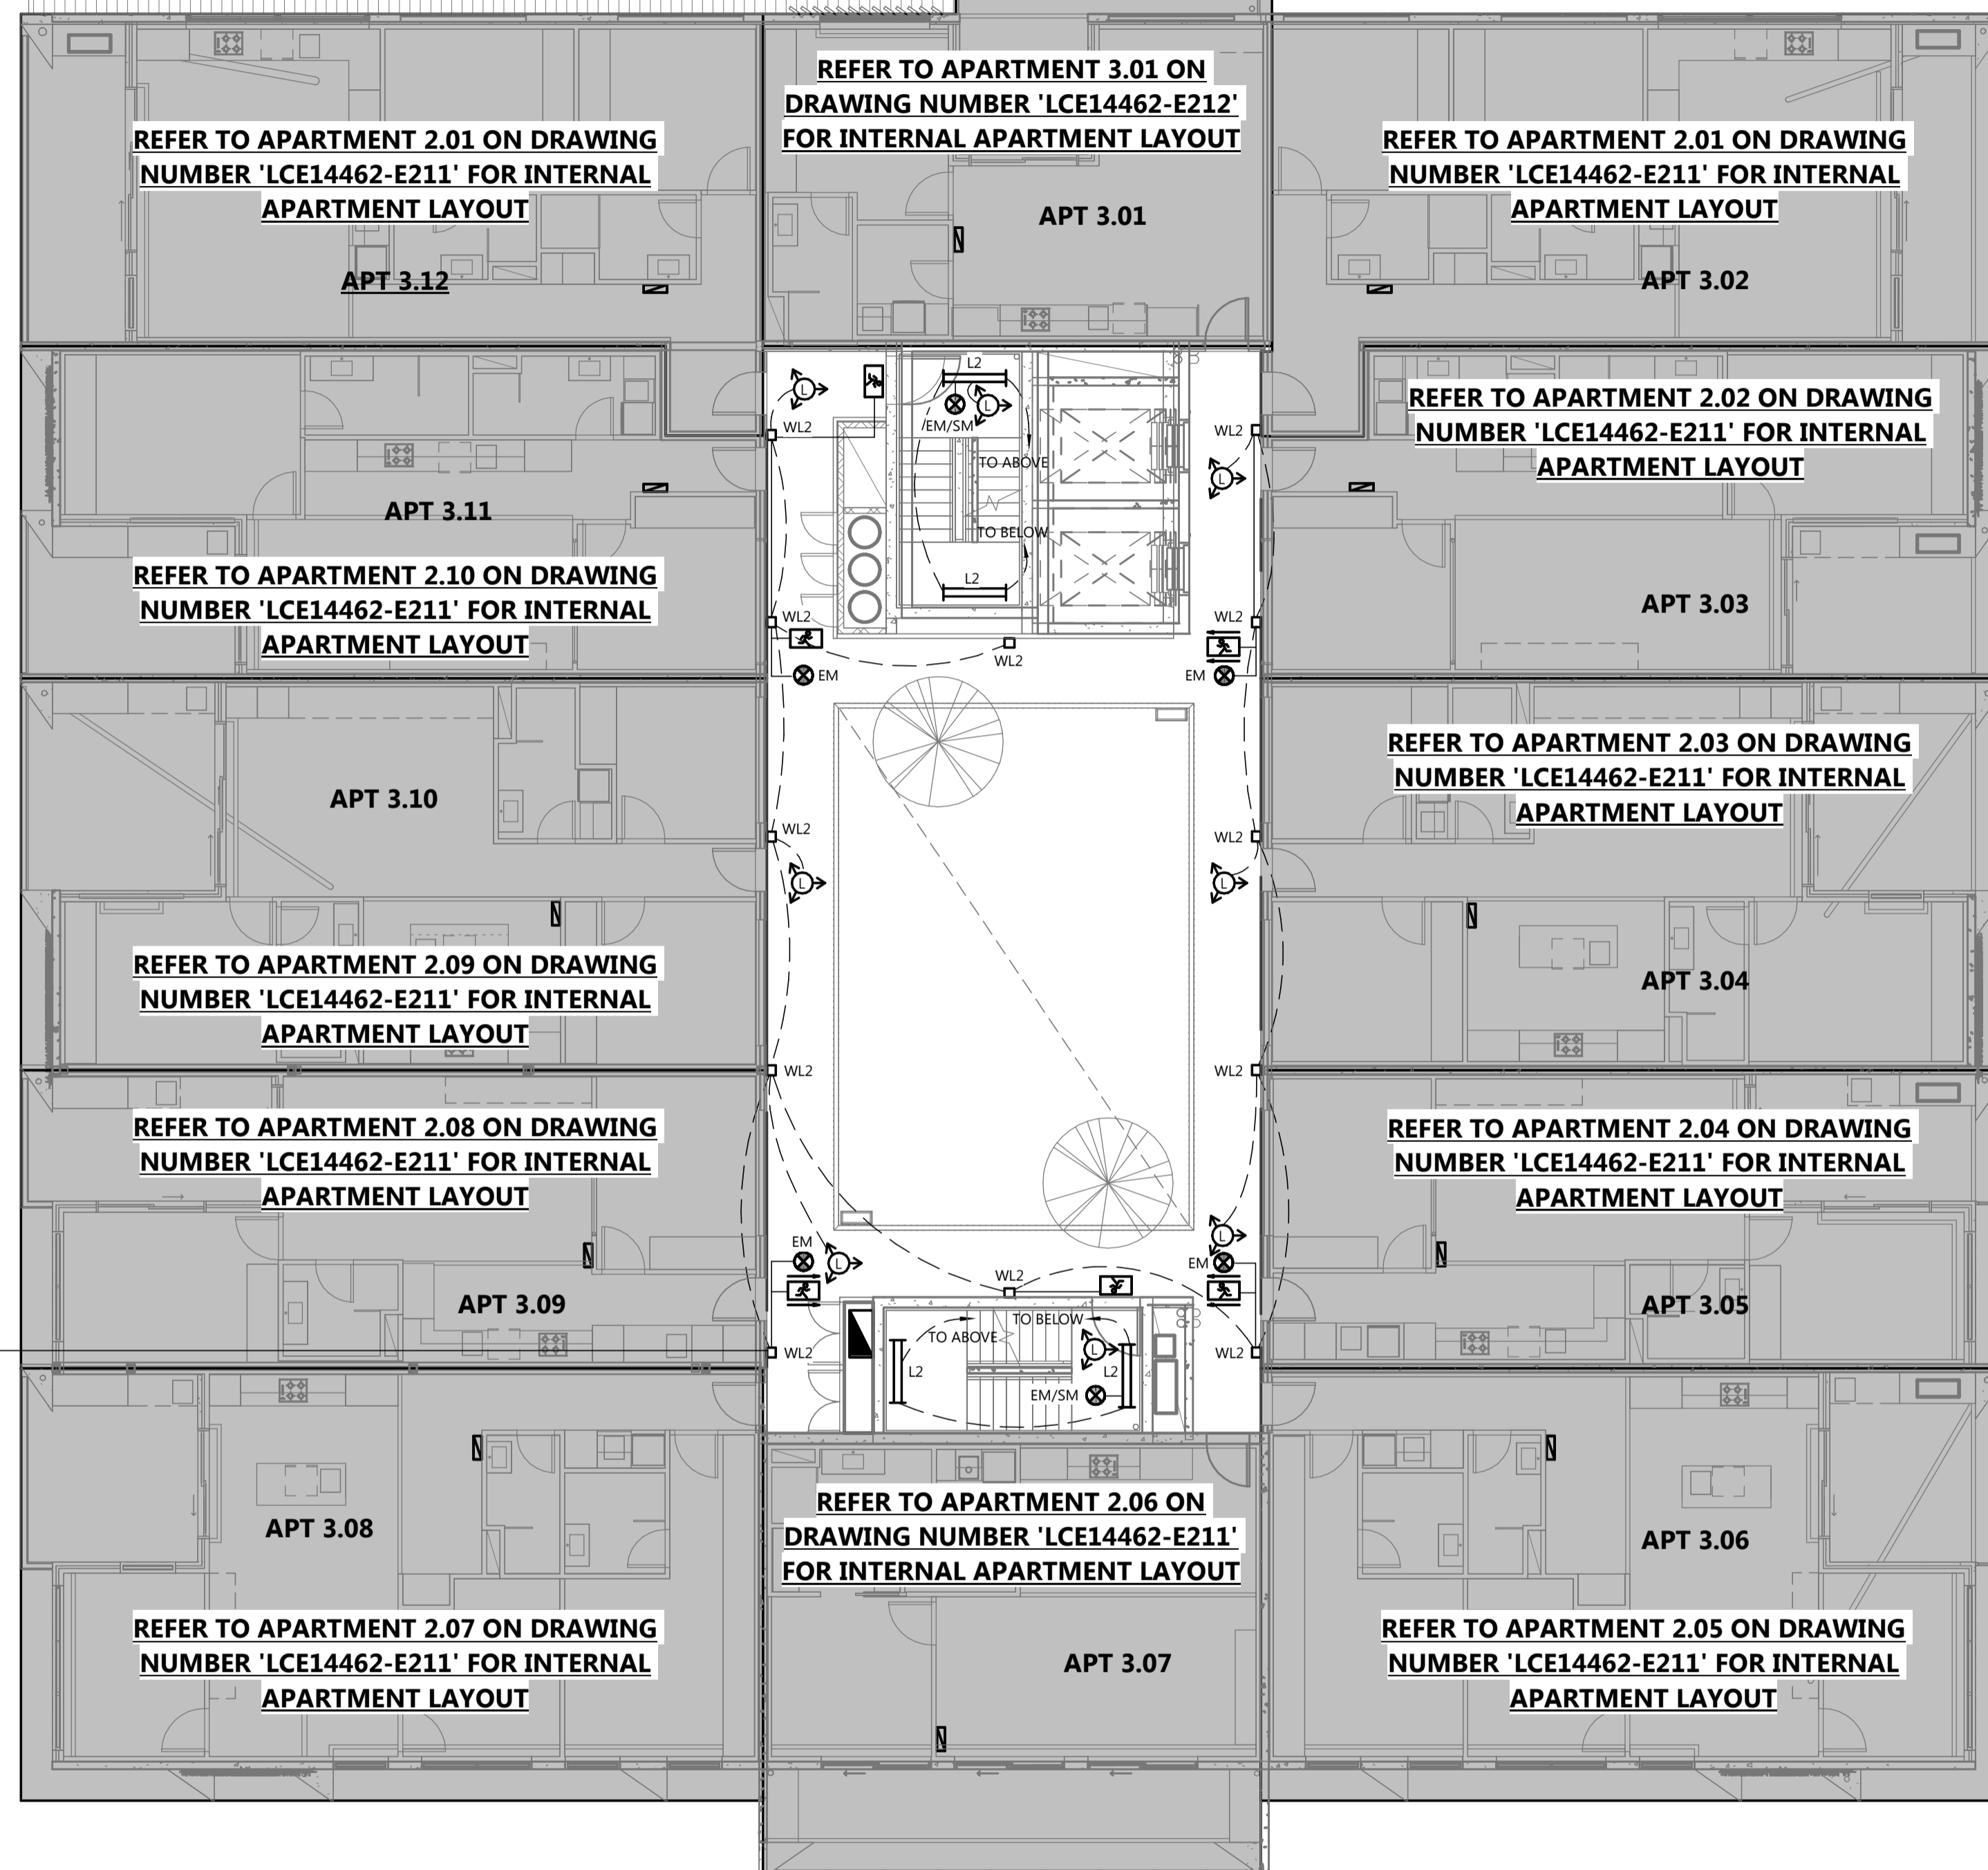 REFER TO APARTMENT 3.01 ON
DRAWING NUMBER 'LCE14462-E212'
FOR INTERNAL APARTMENT LAYOUT
APT 3.01
REFER TO APARTMENT 2.01 ON DRAWING
NUMBER 'LCE14462-E211' FOR INTERNAL
APARTMENT LAYOUT
APT 3.12
REFER TO APARTMENT 2.01 ON DRAWING
NUMBER 'LCE14462-E211' FOR INTERNAL
APARTMENT LAYOUT
APT 3.02
APT 3.11
REFER TO APARTMENT 2.10 ON DRAWING
NUMBER 'LCE14462-E211' FOR INTERNAL
APARTMENT LAYOUT
L
WL2
L2
L
EM/SM
TO ABOVE
TO BELOW
L2
WL2
L
WL2
EM
WL2
WL2
EM
REFER TO APARTMENT 2.02 ON DRAWING
NUMBER 'LCE14462-E211' FOR INTERNAL
APARTMENT LAYOUT
APT 3.03
APT 3.10
REFER TO APARTMENT 2.09 ON DRAWING
NUMBER 'LCE14462-E211' FOR INTERNAL
APARTMENT LAYOUT
WL2
L
WL2
L
REFER TO APARTMENT 2.03 ON DRAWING
NUMBER 'LCE14462-E211' FOR INTERNAL
APARTMENT LAYOUT
APT 3.04
WL2
WL2
REFER TO APARTMENT 2.08 ON DRAWING
NUMBER 'LCE14462-E211' FOR INTERNAL
APARTMENT LAYOUT
APT 3.09
REFER TO APARTMENT 2.04 ON DRAWING
NUMBER 'LCE14462-E211' FOR INTERNAL
APARTMENT LAYOUT
APT 3.05
EM
L
WL2
L
EM
TO BELOW
TO ABOVE
WL2
L2
L
L2
EM/SM
WL2
APT 3.08
REFER TO APARTMENT 2.07 ON DRAWING
NUMBER 'LCE14462-E211' FOR INTERNAL
APARTMENT LAYOUT
REFER TO APARTMENT 2.06 ON
DRAWING NUMBER 'LCE14462-E211'
FOR INTERNAL APARTMENT LAYOUT
APT 3.07
APT 3.06
REFER TO APARTMENT 2.05 ON DRAWING
NUMBER 'LCE14462-E211' FOR INTERNAL
APARTMENT LAYOUT